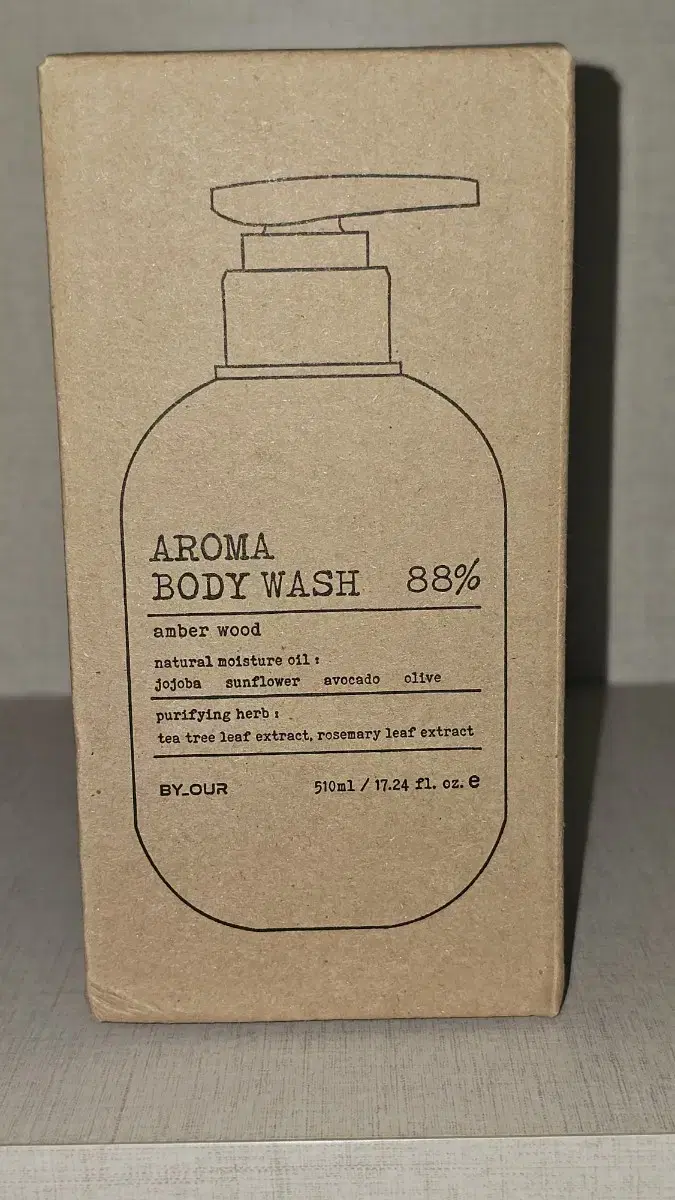 AROMA
BODY WASH 88%
amber wood
natural moisture oil :
jojoba sunflower avocado olive
purifying herb :
tea tree leaf extract, rosemary leaf extract
BY_OUR 510ml / 17.24 fl. oz. e